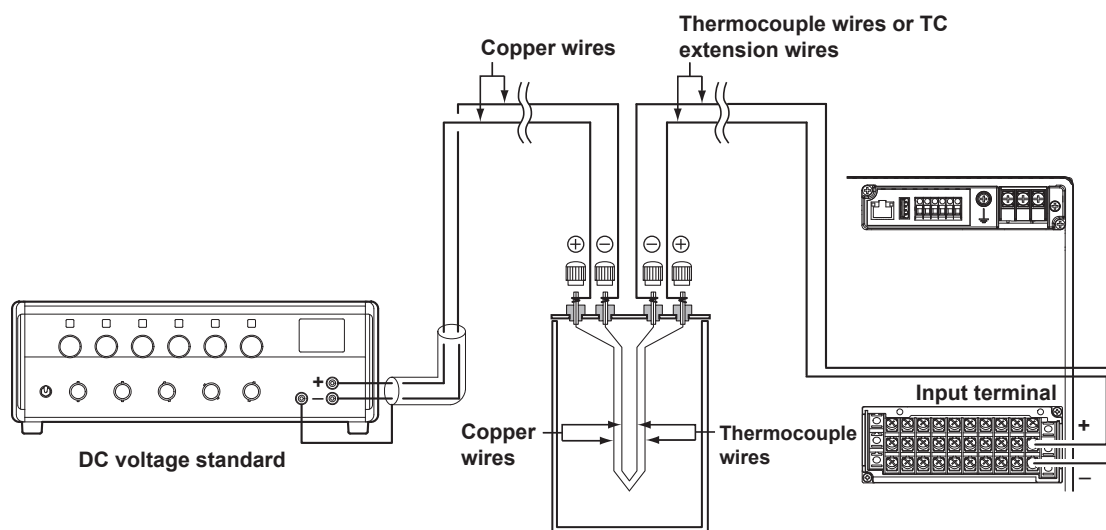 Copper wires
Thermocouple wires or TC
extension wires
+
−
−
+
Input terminal
+
−
+
−
Copper
wires
Thermocouple
wires
DC voltage standard